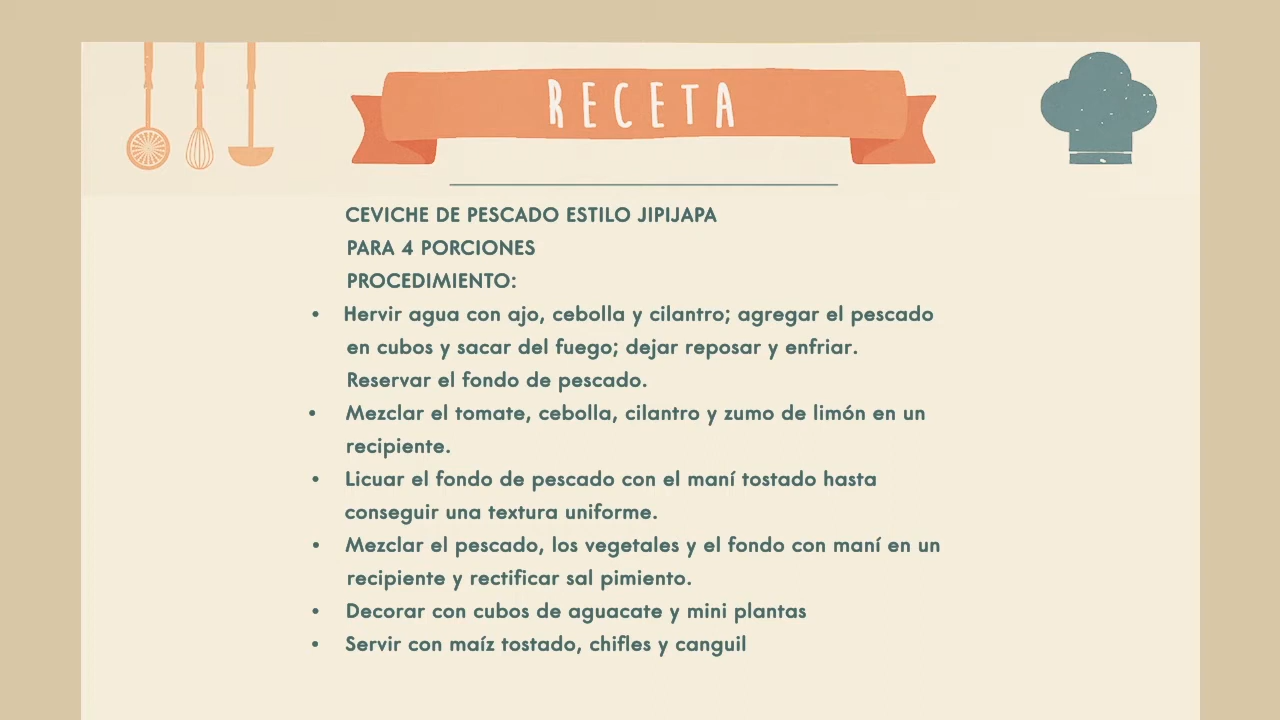 RECETA
CEVICHE DE PESCADO ESTILO JIPIJAPA
PARA 4 PORCIONES
PROCEDIMIENTO:
• Hervir agua con ajo, cebolla y cilantro; agregar el pescado
en cubos y sacar del fuego; dejar reposar y enfriar.
Reservar el fondo de pescado.
• Mezclar el tomate, cebolla, cilantro y zumo de limón en un
recipiente.
• Licuar el fondo de pescado con el maní tostado hasta
conseguir una textura uniforme.
• Mezclar el pescado, los vegetales y el fondo con maní en un
recipiente y rectificar sal pimiento.
• Decorar con cubos de aguacate y mini plantas
• Servir con maíz tostado, chifles y canguil